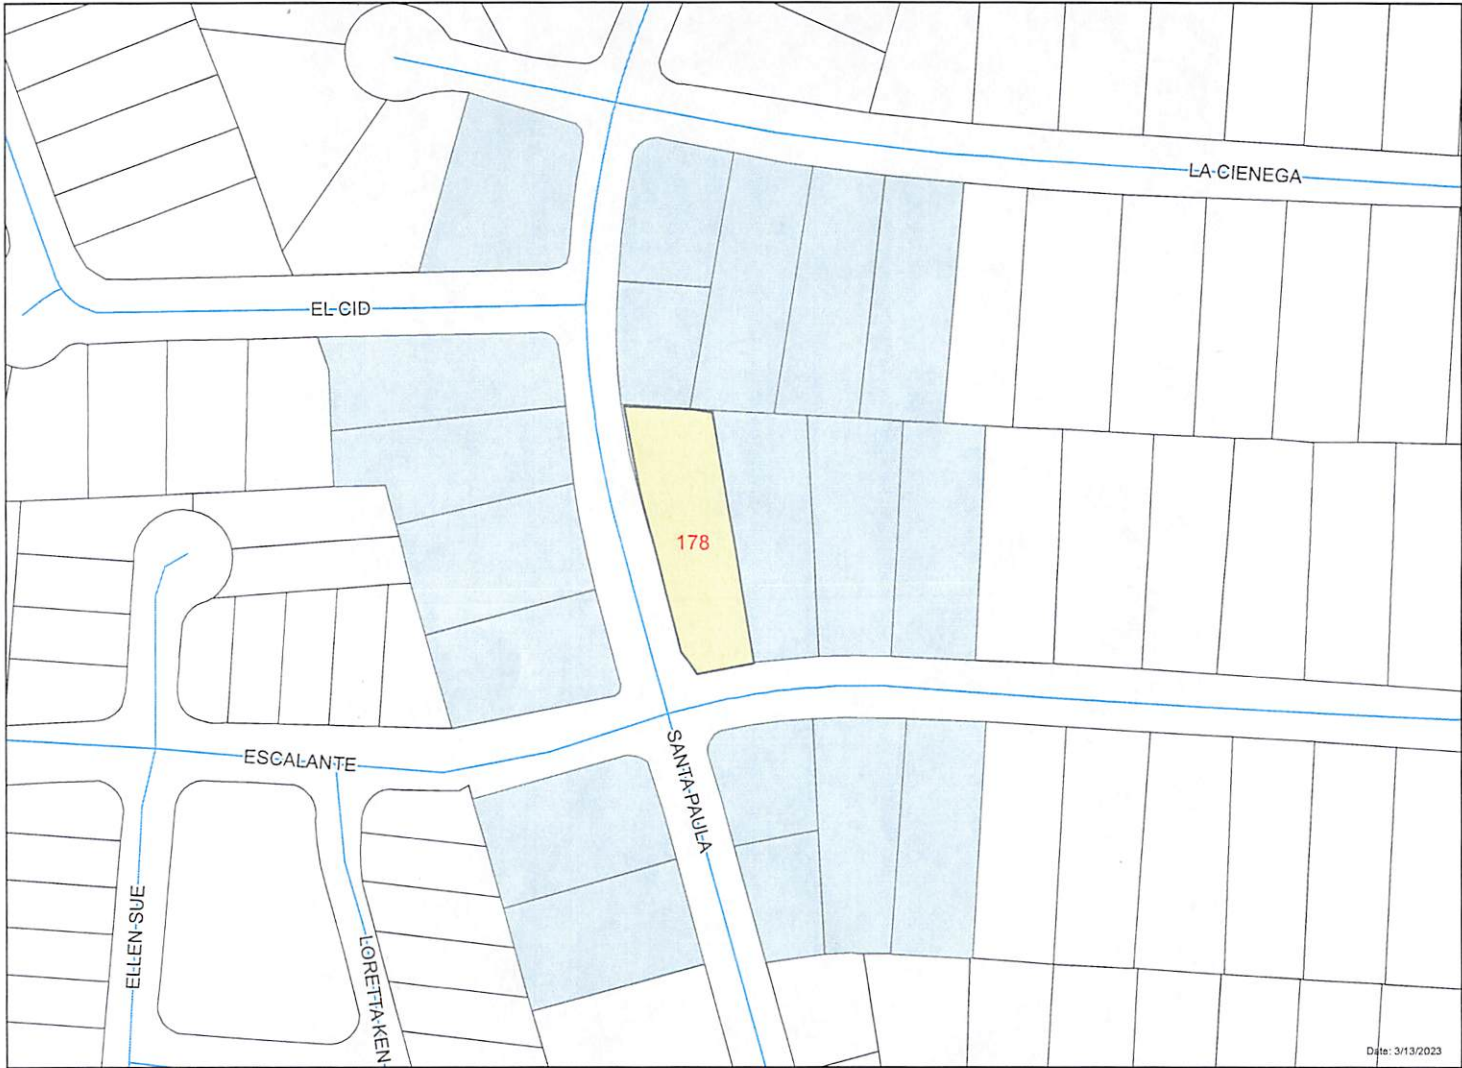 LA CIENEGA
EL CID
178
ESCALANTE
SANTA PAULA
ELLEN SUE
LORETTA KEN
Date: 3/13/2023